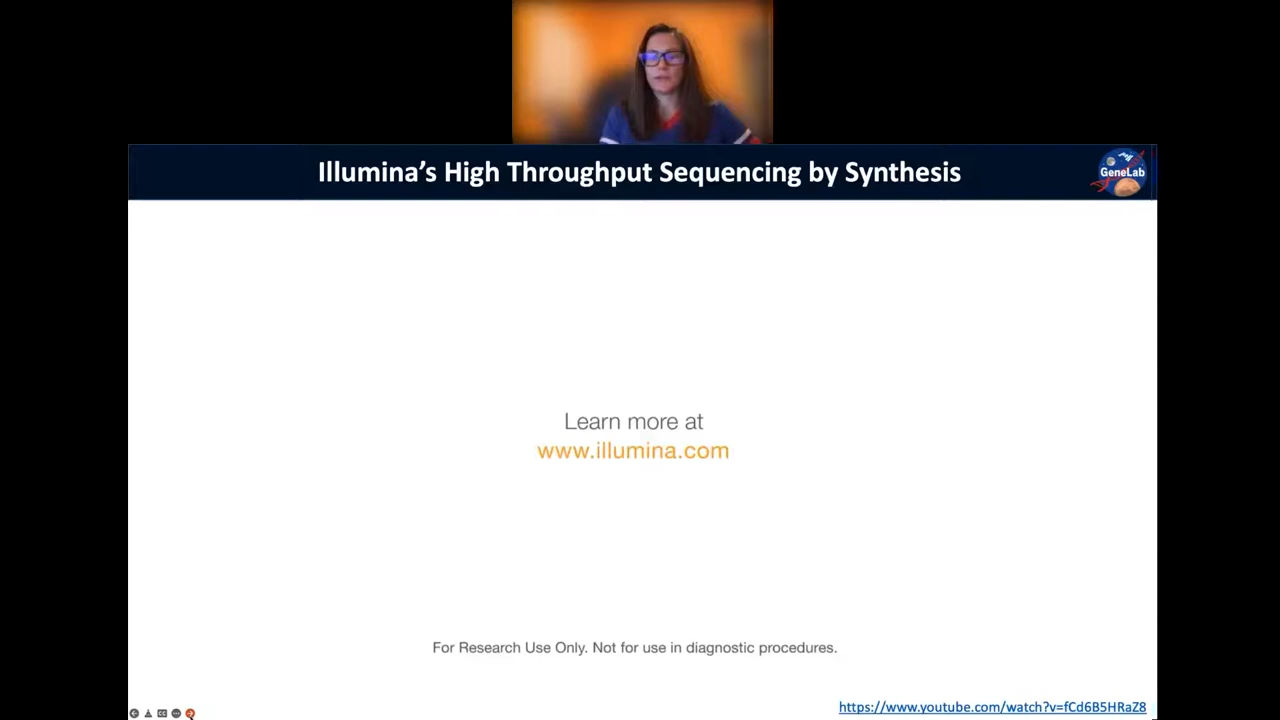 Illumina’s High Throughput Sequencing by Synthesis
GeneLab
Learn more at
www.illumina.com
For Research Use Only. Not for use in diagnostic procedures.
https://www.youtube.com/watch?v=fCd6B5HRaZ8